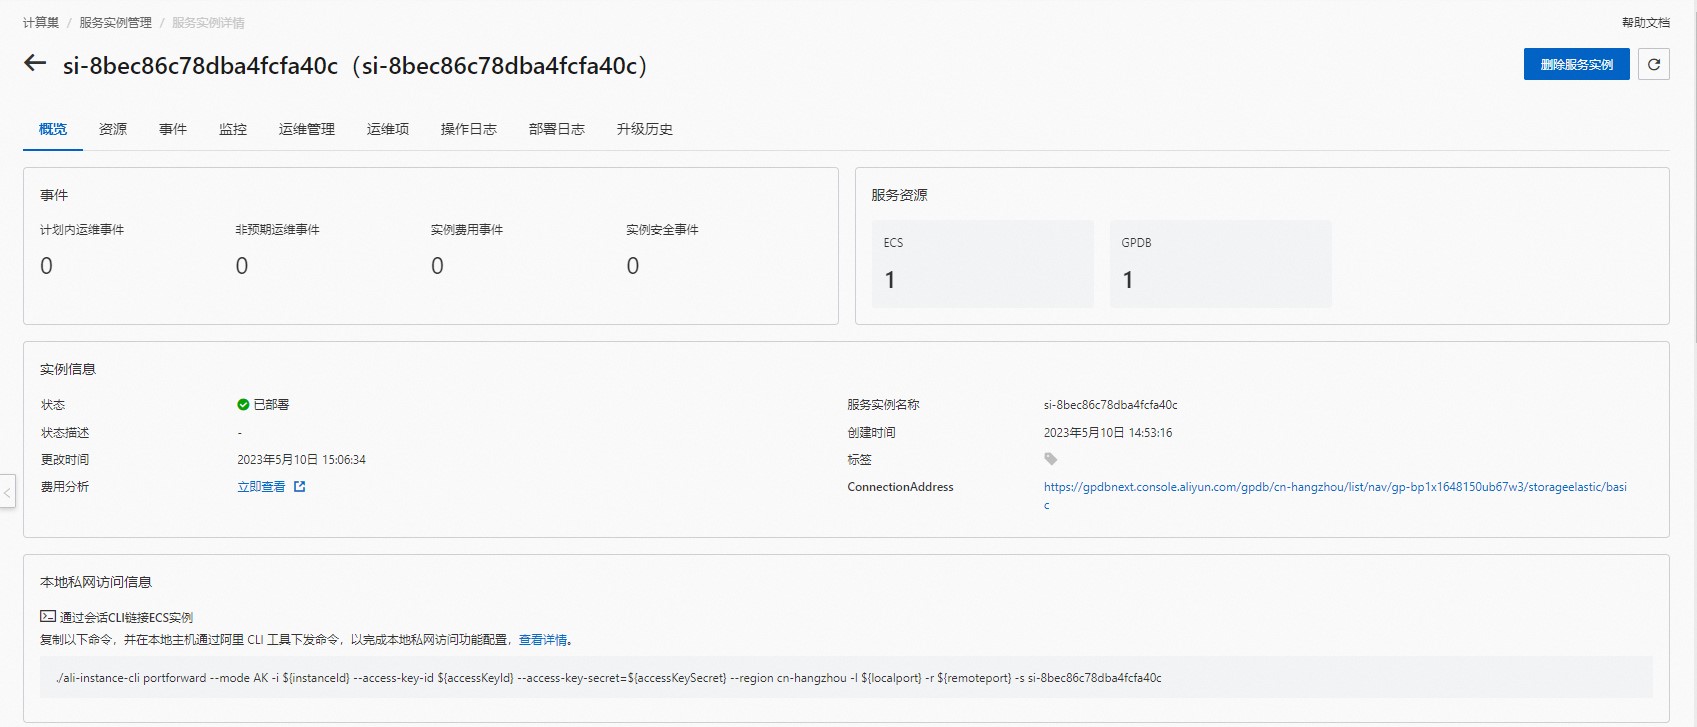 计算巢 / 服务实例管理 / 服务实例详情
帮助文档
si-8bec86c78dba4fcfa40c（si-8bec86c78dba4fcfa40c）
删除服务实例
概览 资源 事件 监控 运维管理 运维项 操作日志 部署日志 升级历史
事件
计划内运维事件 非预期运维事件 实例费用事件 实例安全事件
0 0 0 0
服务资源
ECS GPDB
1 1
实例信息
状态 已部署
服务实例名称 si-8bec86c78dba4fcfa40c
状态描述 -
创建时间 2023年5月10日 14:53:16
更改时间 2023年5月10日 15:06:34
标签
费用分析 立即查看
ConnectionAddress https://gpdbnext.console.aliyun.com/gpdb/cn-hangzhou/list/nav/gp-bp1x1648150ub67w3/storageelastic/basi
c
本地私网访问信息
通过会话CLI链接ECS实例
复制以下命令，并在本地主机通过阿里 CLI 工具下发命令，以完成本地私网访问功能配置，查看详情。
./ali-instance-cli portforward --mode AK -i ${instanceId} --access-key-id ${accessKeyId} --access-key-secret=${accessKeySecret} --region cn-hangzhou -l ${localport} -r ${remoteport} -s si-8bec86c78dba4fcfa40c